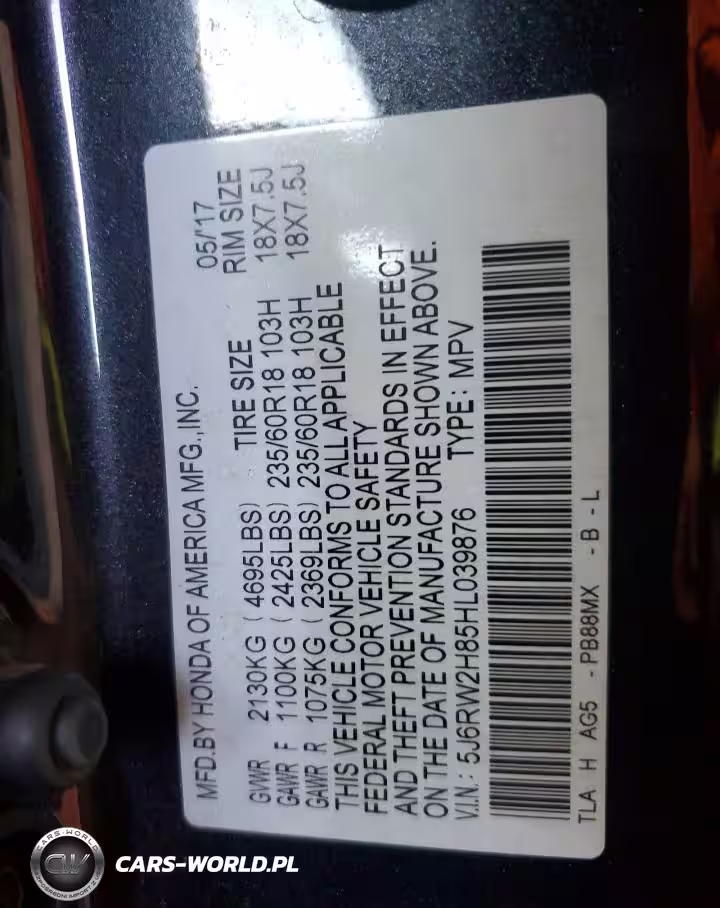 MFD.BY HONDA OF AMERICA MFG.,INC. 05/'17
TIRE SIZE RIM SIZE
GVWR 2130KG ( 4695LBS)
GAWR F 1100KG ( 2425LBS) 235/60R18 103H 18X7.5J
GAWR R 1075KG ( 2369LBS) 235/60R18 103H 18X7.5J
THIS VEHICLE CONFORMS TO ALL APPLICABLE
FEDERAL MOTOR VEHICLE SAFETY
AND THEFT PREVENTION STANDARDS IN EFFECT
ON THE DATE OF MANUFACTURE SHOWN ABOVE.
V.I.N.: 5J6RW2H85HL039876 TYPE: MPV
TLA H AG5 - PB88MX - B - L
CARS-WORLD
CW
CARS-WORLD.PL